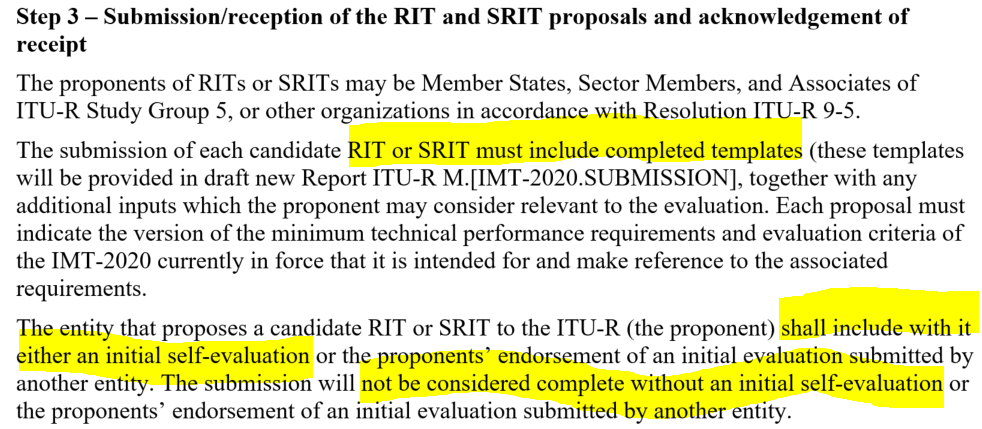 Step 3 – Submission/reception of the RIT and SRIT proposals and acknowledgement of
receipt
The proponents of RITs or SRITs may be Member States, Sector Members, and Associates of
ITU-R Study Group 5, or other organizations in accordance with Resolution ITU-R 9-5.
The submission of each candidate RIT or SRIT must include completed templates (these templates
will be provided in draft new Report ITU-R M.[IMT-2020.SUBMISSION], together with any
additional inputs which the proponent may consider relevant to the evaluation. Each proposal must
indicate the version of the minimum technical performance requirements and evaluation criteria of
the IMT-2020 currently in force that it is intended for and make reference to the associated
requirements.
The entity that proposes a candidate RIT or SRIT to the ITU-R (the proponent) shall include with it
either an initial self-evaluation or the proponents’ endorsement of an initial evaluation submitted by
another entity. The submission will not be considered complete without an initial self-evaluation or
the proponents’ endorsement of an initial evaluation submitted by another entity.